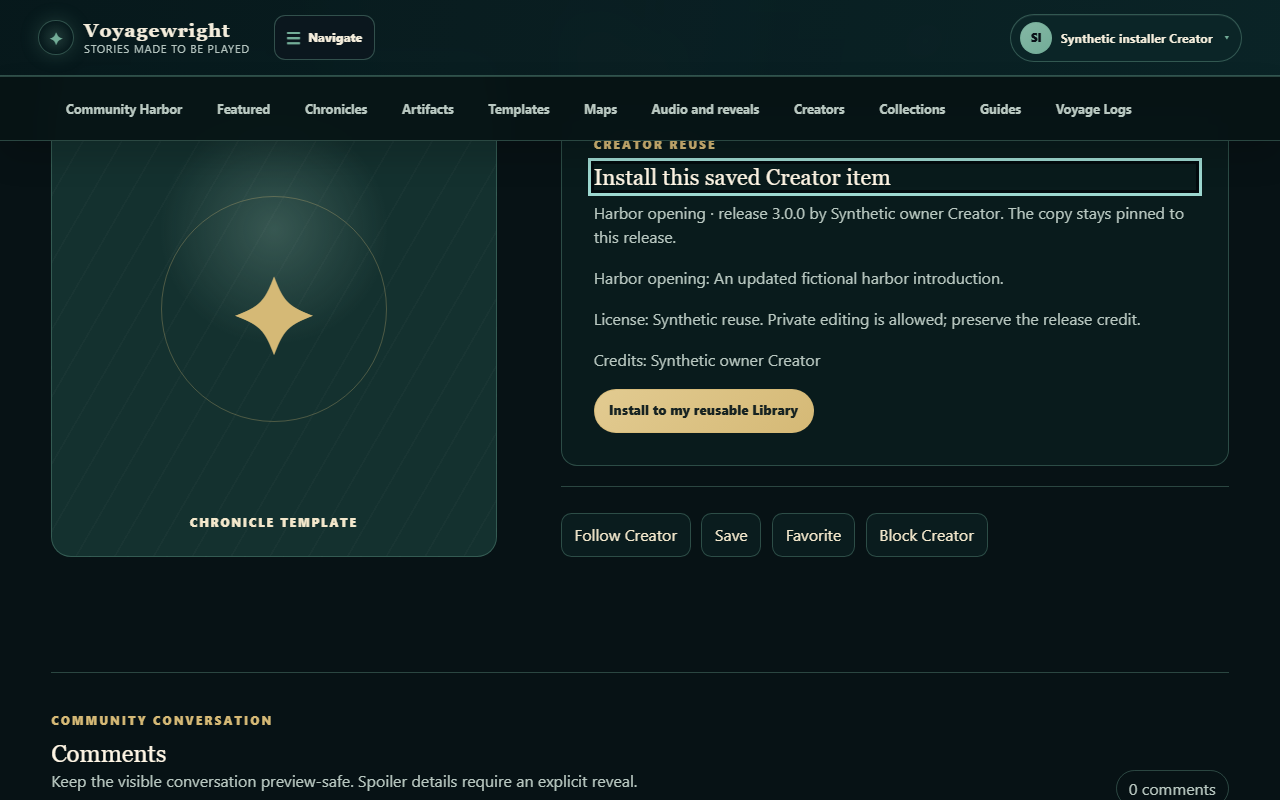 Voyagewright
STORIES MADE TO BE PLAYED
Navigate
SI
Synthetic installer Creator
Community Harbor
Featured
Chronicles
Artifacts
Templates
Maps
Audio and reveals
Creators
Collections
Guides
Voyage Logs
CREATOR REUSE
Install this saved Creator item
Harbor opening · release 3.0.0 by Synthetic owner Creator. The copy stays pinned to
this release.
Harbor opening: An updated fictional harbor introduction.
License: Synthetic reuse. Private editing is allowed; preserve the release credit.
Credits: Synthetic owner Creator
Install to my reusable Library
CHRONICLE TEMPLATE
Follow Creator
Save
Favorite
Block Creator
COMMUNITY CONVERSATION
Comments
Keep the visible conversation preview-safe. Spoiler details require an explicit reveal.
0 comments